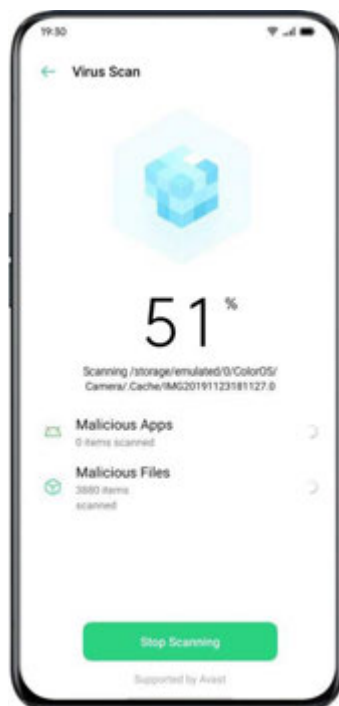 19:30
Virus Scan
51 %
Scanning /storage/emulated/0/ColorOS/
Camera/.Cache/IMG20191123181127.0
Malicious Apps
0 items scanned
Malicious Files
3880 items
scanned
Stop Scanning
Supported by Avast